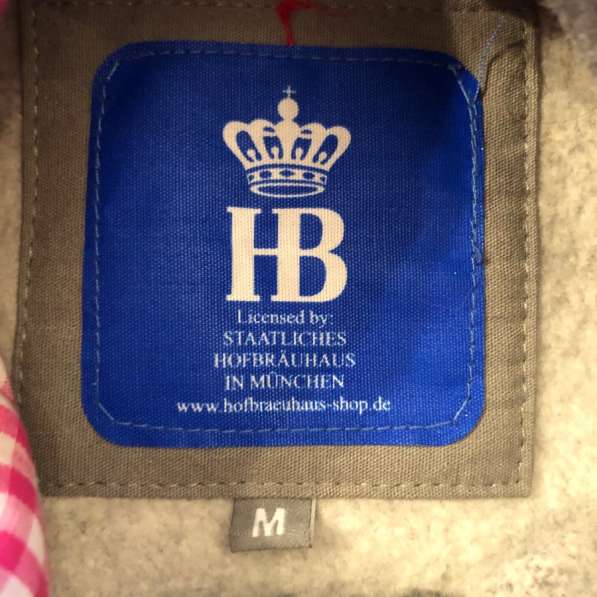 HB
Licensed by:
STAATLICHES
HOFBRÄUHAUS
IN MÜNCHEN
www.hofbraeuhaus-shop.de
M